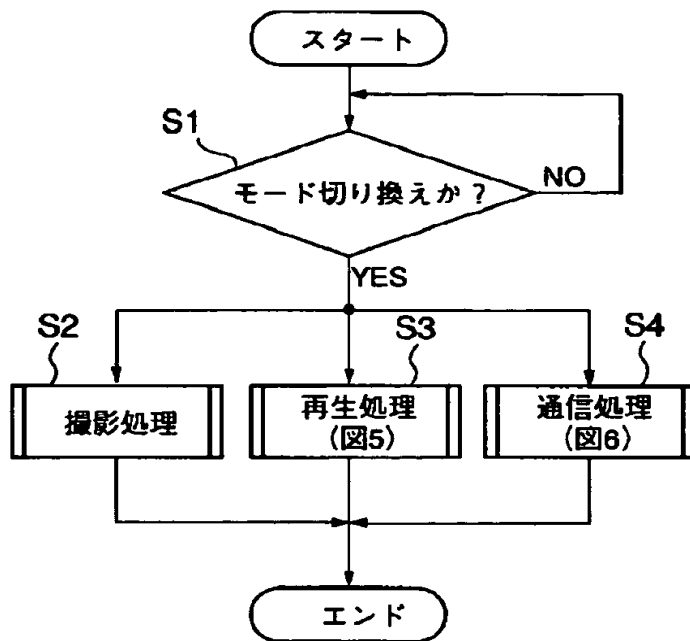 スタート
S1
モード切り換えか?
NO
YES
S2
S3
S4
撮影処理
再生処理
(図5)
通信処理
(図6)
エンド